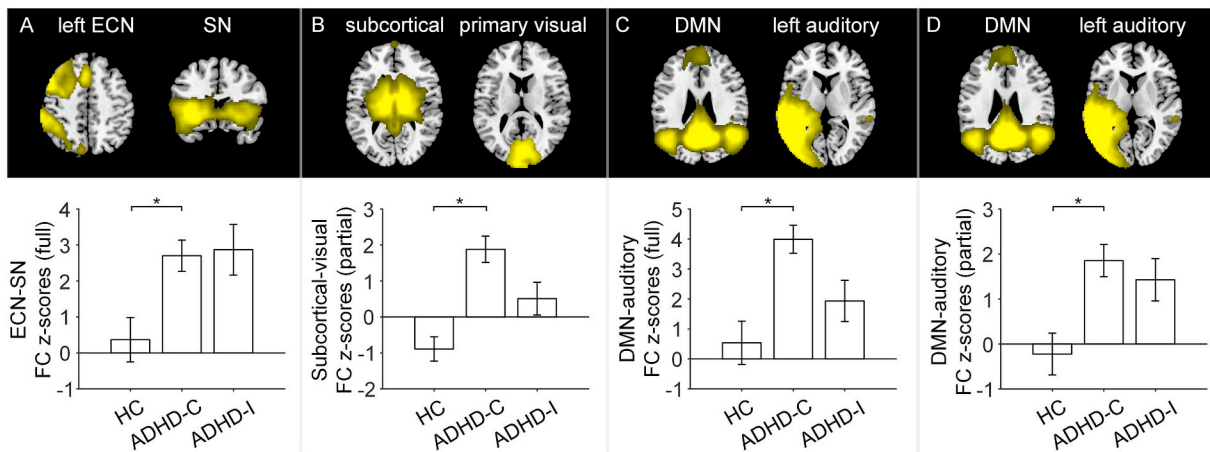 A left ECN SN
4
3
2
1
0
-1
ECN-SN
FC z-scores (full)
*
HC
ADHD-C
ADHD-I
B subcortical primary visual
3
2
1
0
-1
-2
Subcortical-visual
FC z-scores (partial)
*
HC
ADHD-C
ADHD-I
C DMN left auditory
5
4
3
2
1
0
-1
DMN-auditory
FC z-scores (full)
*
HC
ADHD-C
ADHD-I
D DMN left auditory
3
2
1
0
-1
DMN-auditory
FC z-scores (partial)
*
HC
ADHD-C
ADHD-I